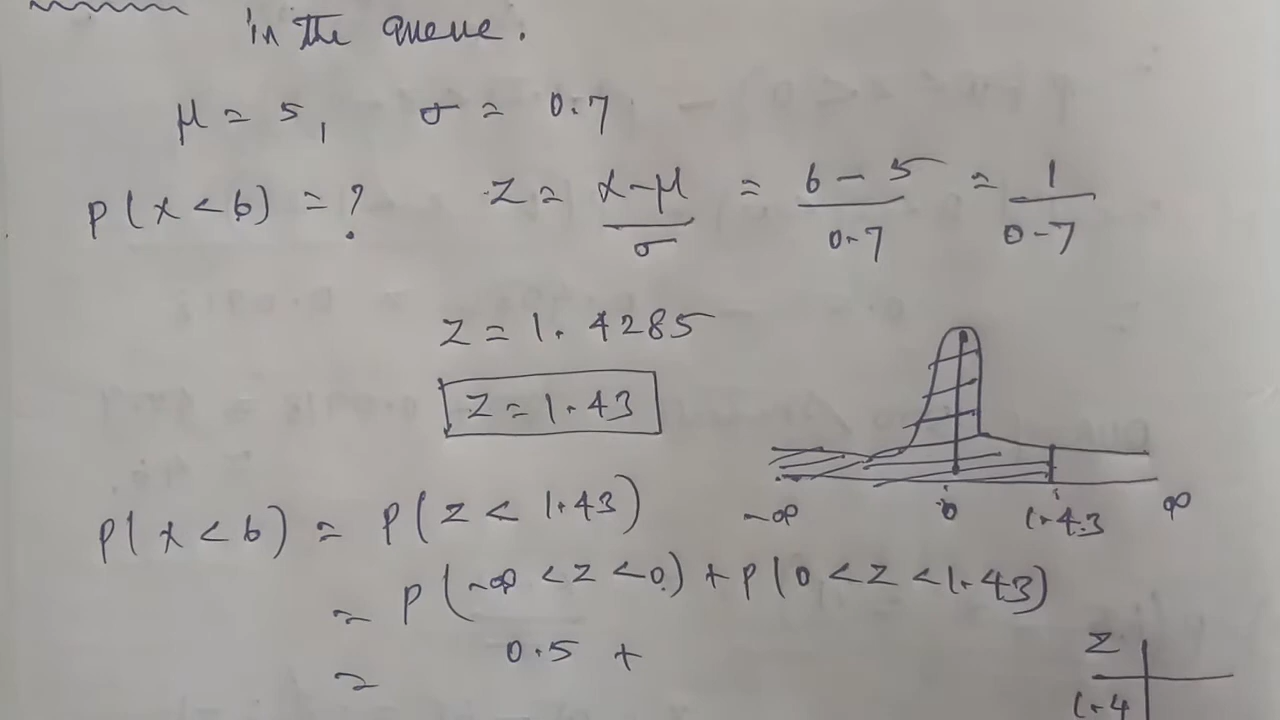 in the queue.
μ = 5, σ = 0.7
P(x < 6) = ? z = x-μ/σ = 6-5/0.7 = 1/0.7
z = 1.4285
z = 1.43
-∞ 0 1.43 ∞
P(x < 6) = P(z < 1.43)
= P(-∞ < z < 0) + P(0 < z < 1.43)
= 0.5 +
z
1.4